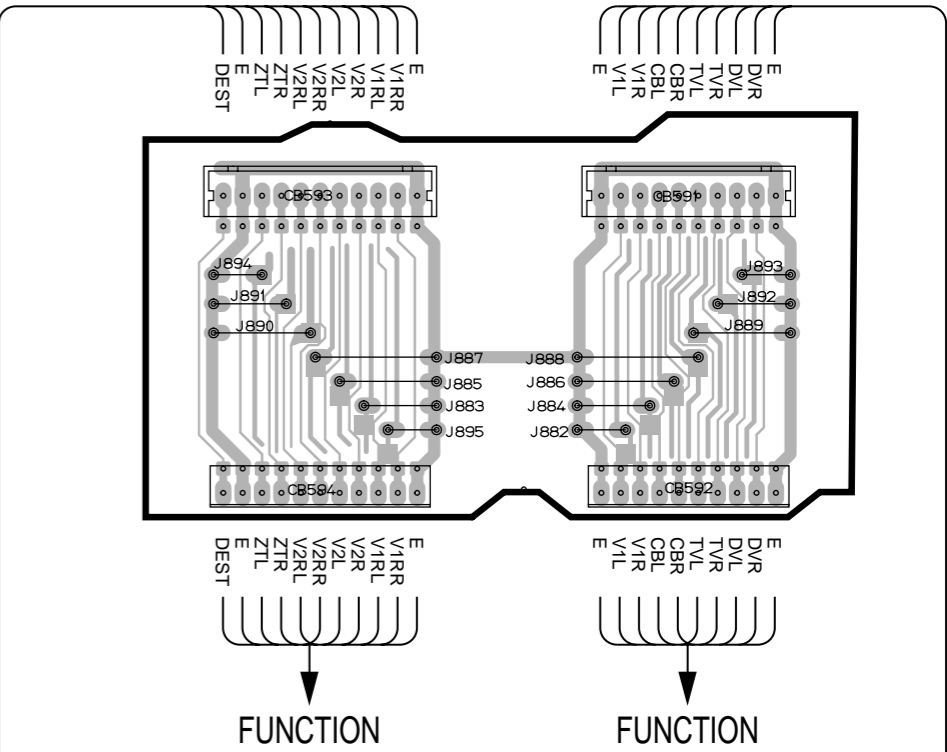 DEST
E
ZTL
ZTR
V2RL
V2RR
V2L
V2R
V1RL
V1RR
E
E
V1L
V1R
CBL
CBR
TVL
TVR
DVL
DVR
E
CB593
CB591
J894
J893
J891
J892
J890
J889
J887
J888
J885
J886
J883
J884
J895
J882
CB594
CB592
DEST
E
ZTL
ZTR
V2RL
V2RR
V2L
V2R
V1RL
V1RR
E
E
V1L
V1R
CBL
CBR
TVL
TVR
DVL
DVR
E
FUNCTION
FUNCTION